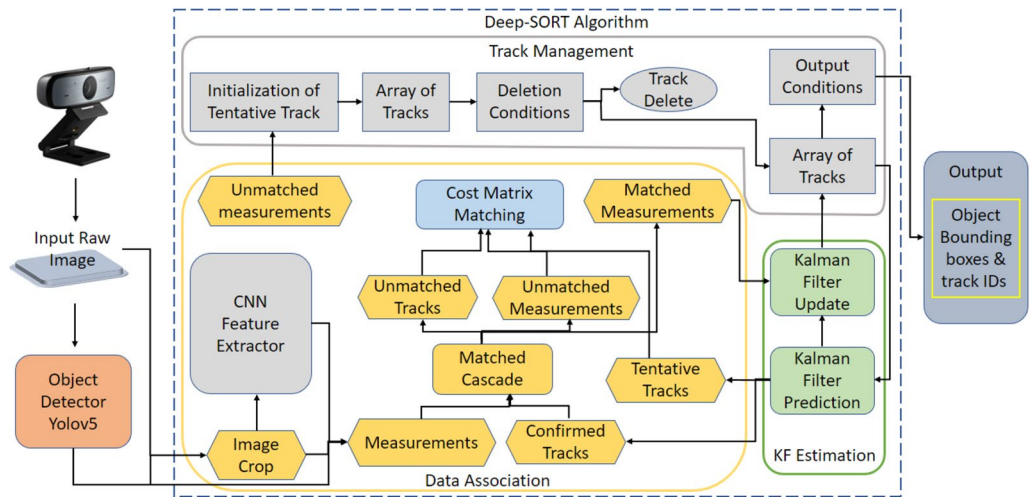 Deep-SORT Algorithm
Track Management
Initialization of
Tentative Track
Array of
Tracks
Deletion
Conditions
Track
Delete
Output
Conditions
Array of
Tracks
Unmatched
measurements
Cost Matrix
Matching
Matched
Measurements
Output
Object
Bounding
boxes &
track IDs
Input Raw
Image
CNN
Feature
Extractor
Unmatched
Tracks
Unmatched
Measurements
Kalman
Filter
Update
Object
Detector
Yolov5
Matched
Cascade
Tentative
Tracks
Kalman
Filter
Prediction
Image
Crop
Measurements
Confirmed
Tracks
KF Estimation
Data Association